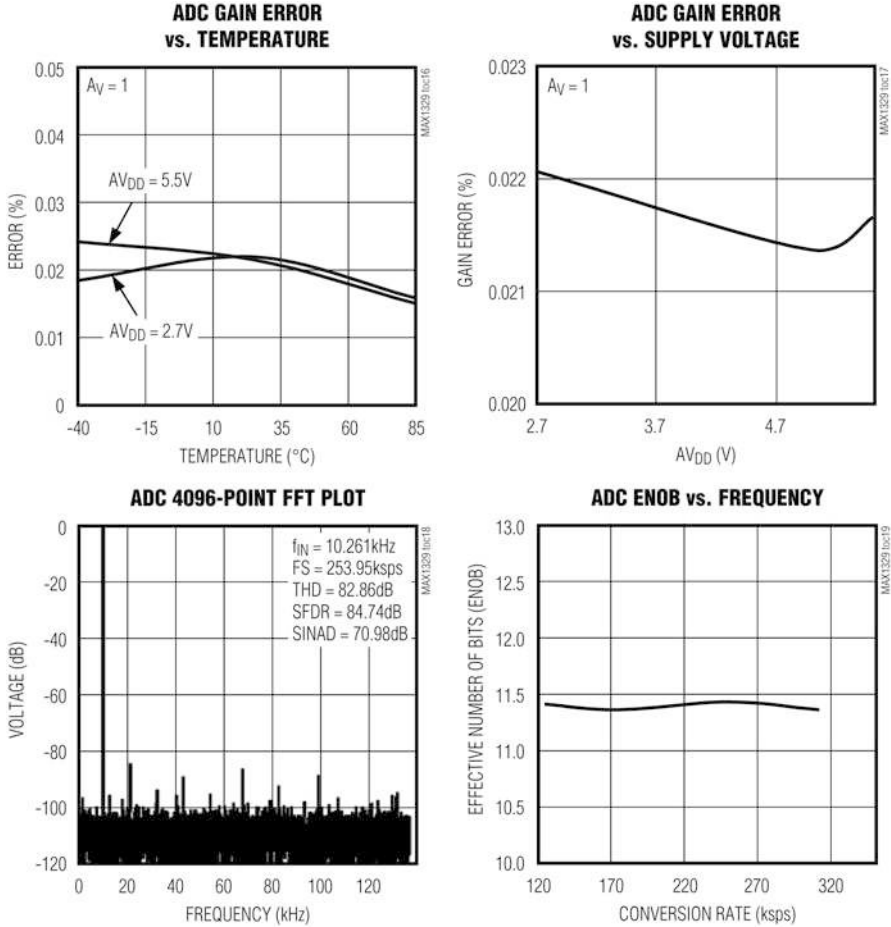 ADC GAIN ERROR
vs. TEMPERATURE
0.05
0.04
0.03
0.02
0.01
0
ERROR (%)
AV = 1
AVDD = 5.5V
AVDD = 2.7V
-40 -15 10 35 60 85
TEMPERATURE (°C)
MAX1329 toc16
ADC GAIN ERROR
vs. SUPPLY VOLTAGE
0.023
0.022
0.021
0.020
GAIN ERROR (%)
AV = 1
2.7 3.7 4.7
AVDD (V)
MAX1329 toc17
ADC 4096-POINT FFT PLOT
0
-20
-40
-60
-80
-100
-120
VOLTAGE (dB)
fIN = 10.261kHz
FS = 253.95ksps
THD = 82.86dB
SFDR = 84.74dB
SINAD = 70.98dB
0 20 40 60 80 100 120
FREQUENCY (kHz)
MAX1329 toc18
ADC ENOB vs. FREQUENCY
13.0
12.5
12.0
11.5
11.0
10.5
10.0
EFFECTIVE NUMBER OF BITS (ENOB)
120 170 220 270 320
CONVERSION RATE (ksps)
MAX1329 toc19